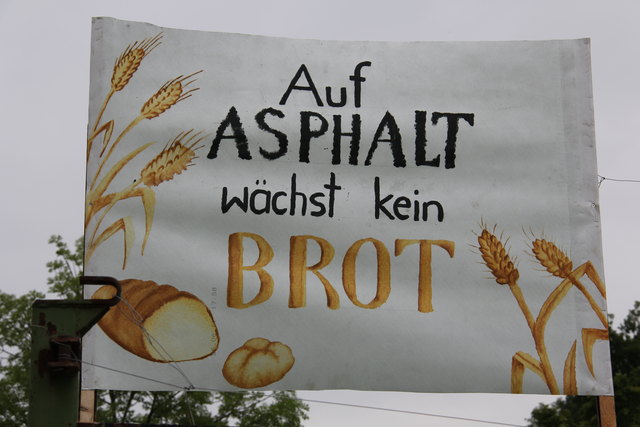 Auf
ASPHALT
wächst kein
BROT